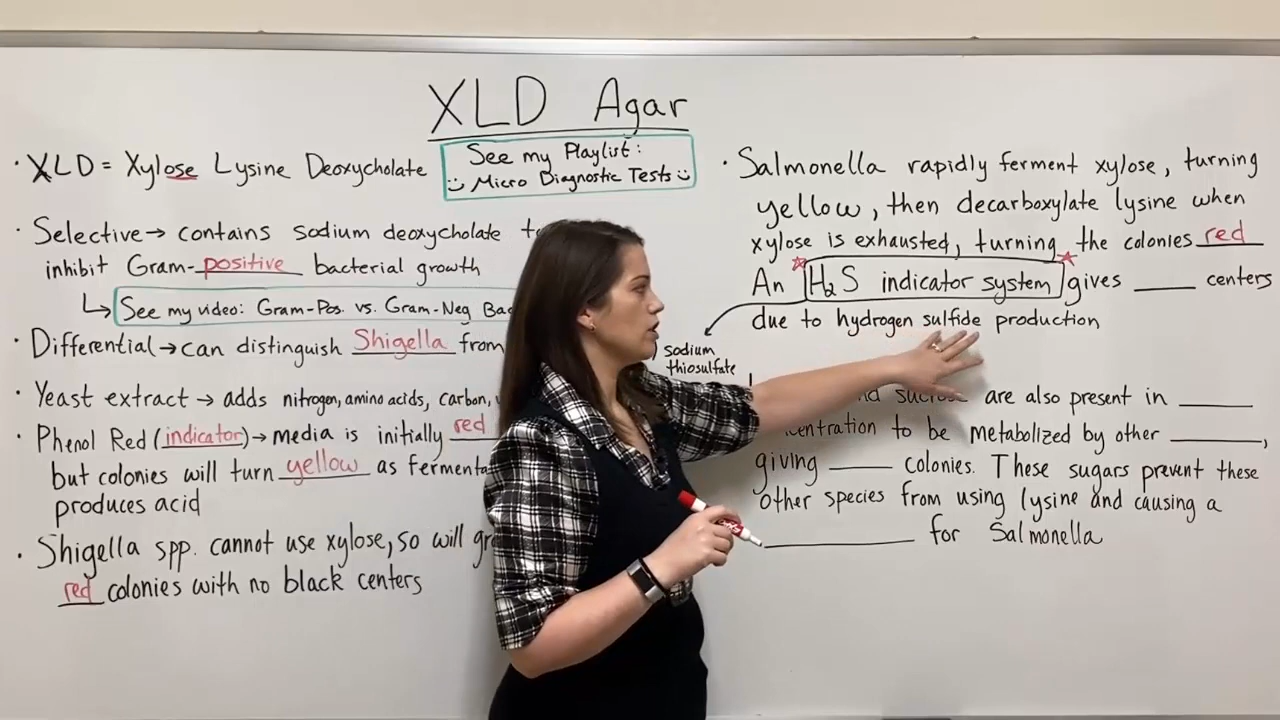 XLD Agar
See my Playlist:
Micro Diagnostic Tests
• XLD = Xylose Lysine Deoxycholate
• Selective → contains sodium deoxycholate
inhibit Gram-positive bacterial growth
↳ See my video: Gram-Pos. vs. Gram-Neg
• Differential → can distinguish Shigella from
• Yeast extract → adds nitrogen, amino acids, carbon,
• Phenol Red (indicator) → media is initially red
but colonies will turn yellow as
produces acid
• Shigella spp. cannot use xylose, so will
red colonies with no black centers
• Salmonella rapidly ferment xylose, turning
yellow, then decarboxylate lysine when
xylose is exhausted, turning the colonies red
An H2S indicator system gives ____ centers
due to hydrogen sulfide production
sodium
thiosulfate
are also present in ____
to be metabolized by other ____,
giving ____ colonies. These sugars prevent these
other species from using lysine and causing a
____ for Salmonella